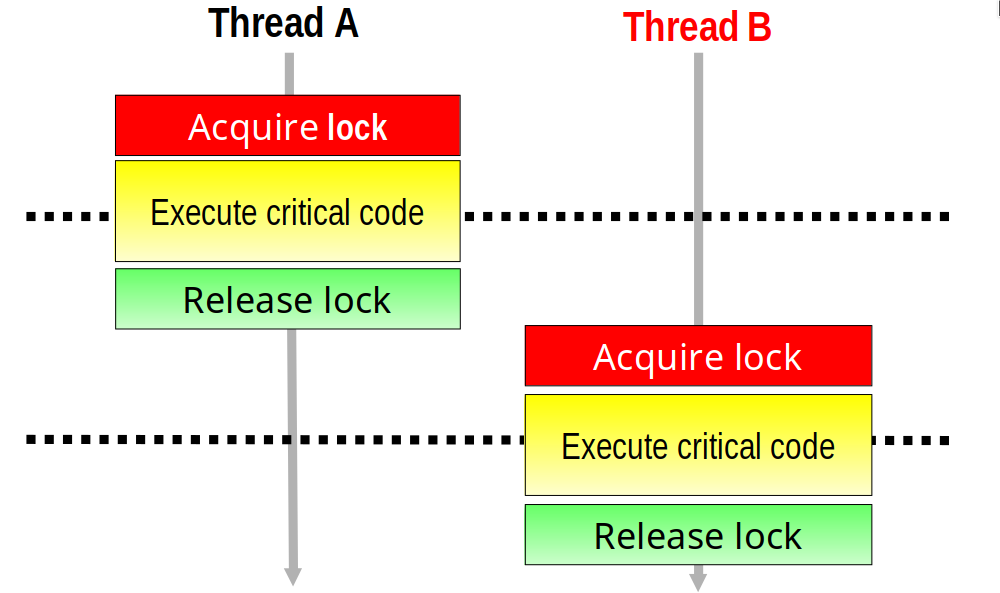 Thread A
Thread B
Acquire lock
Execute critical code
Release lock
Acquire lock
Execute critical code
Release lock